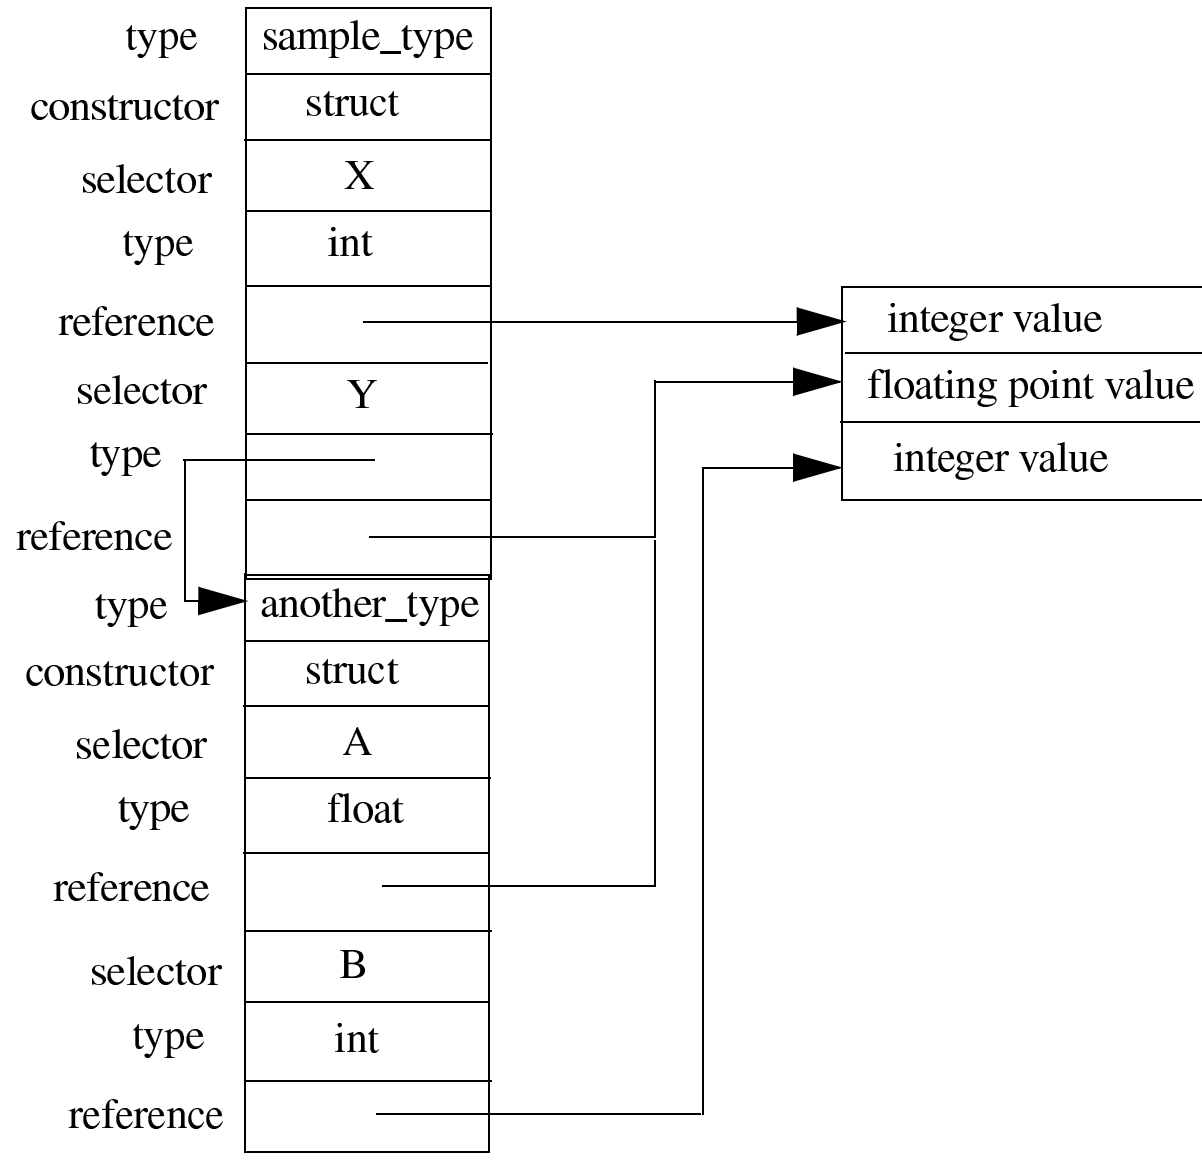 type sample_type
constructor struct
selector X
type int
reference integer value
selector Y floating point value
type integer value
reference
type another_type
constructor struct
selector A
type float
reference
selector B
type int
reference